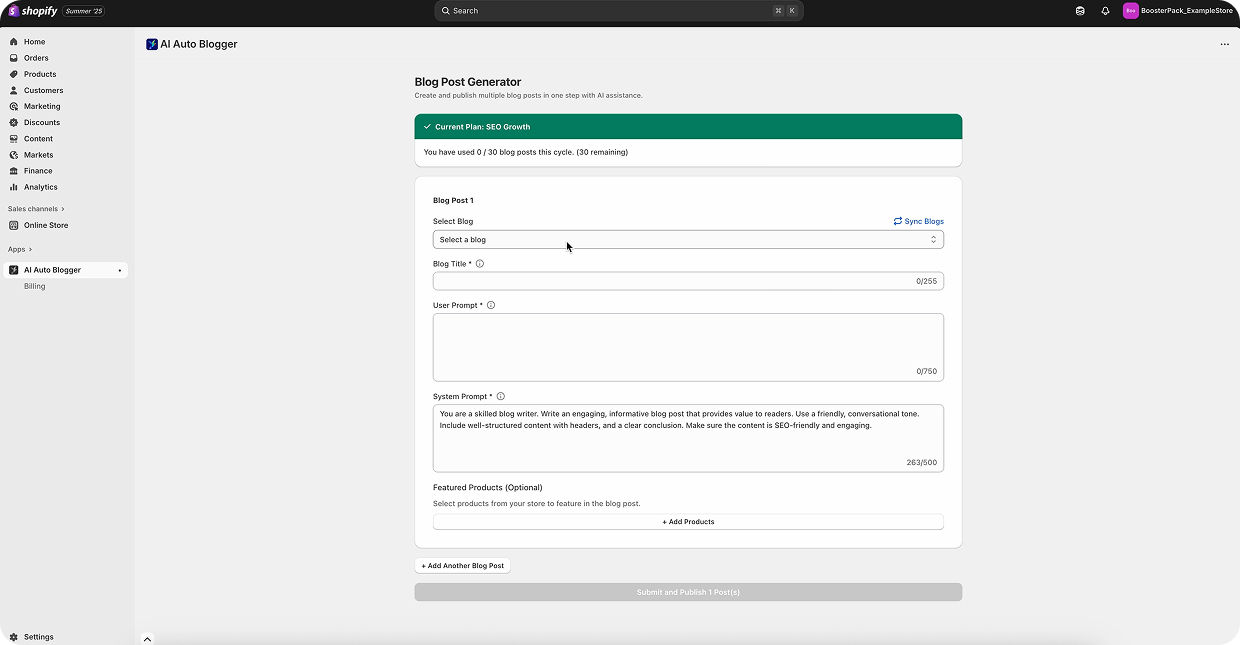 shopify Summer '25
Search
⌘ K
Boo BoosterPack_ExampleStore
Home
Orders
Products
Customers
Marketing
Discounts
Content
Markets
Finance
Analytics
Sales channels >
Online Store
Apps >
AI Auto Blogger
Billing
Settings
AI Auto Blogger
Blog Post Generator
Create and publish multiple blog posts in one step with AI assistance.
Current Plan: SEO Growth
You have used 0 / 30 blog posts this cycle. (30 remaining)
Blog Post 1
Select Blog
Sync Blogs
Select a blog
Blog Title *
0/255
User Prompt *
0/750
System Prompt *
You are a skilled blog writer. Write an engaging, informative blog post that provides value to readers. Use a friendly, conversational tone.
Include well-structured content with headers, and a clear conclusion. Make sure the content is SEO-friendly and engaging.
263/500
Featured Products (Optional)
Select products from your store to feature in the blog post.
+ Add Products
+ Add Another Blog Post
Submit and Publish 1 Post(s)